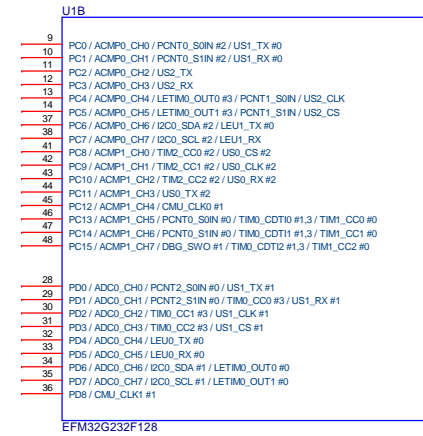 U1B
9 PC0 / ACMP0_CH0 / PCNT0_S0IN #2 / US1_TX #0
10 PC1 / ACMP0_CH1 / PCNT0_S1IN #2 / US1_RX #0
11 PC2 / ACMP0_CH2 / US2_TX
12 PC3 / ACMP0_CH3 / US2_RX
13 PC4 / ACMP0_CH4 / LETIM0_OUT0 #3 / PCNT1_S0IN / US2_CLK
14 PC5 / ACMP0_CH5 / LETIM0_OUT1 #3 / PCNT1_S1IN / US2_CS
37 PC6 / ACMP0_CH6 / I2C0_SDA #2 / LEU1_TX #0
38 PC7 / ACMP0_CH7 / I2C0_SCL #2 / LEU1_RX
41 PC8 / ACMP1_CH0 / TIM2_CC0 #2 / US0_CS #2
42 PC9 / ACMP1_CH1 / TIM2_CC1 #2 / US0_CLK #2
43 PC10 / ACMP1_CH2 / TIM2_CC2 #2 / US0_RX #2
44 PC11 / ACMP1_CH3 / US0_TX #2
45 PC12 / ACMP1_CH4 / CMU_CLK0 #1
46 PC13 / ACMP1_CH5 / PCNT0_S0IN #0 / TIM0_CDTI0 #1,3 / TIM1_CC0 #0
47 PC14 / ACMP1_CH6 / PCNT0_S1IN #0 / TIM0_CDTI1 #1,3 / TIM1_CC1 #0
48 PC15 / ACMP1_CH7 / DBG_SWO #1 / TIM0_CDTI2 #1,3 / TIM1_CC2 #0
28 PD0 / ADC0_CH0 / PCNT2_S0IN #0 / US1_TX #1
29 PD1 / ADC0_CH1 / PCNT2_S1IN #0 / TIM0_CC0 #3 / US1_RX #1
30 PD2 / ADC0_CH2 / TIM0_CC1 #3 / US1_CLK #1
31 PD3 / ADC0_CH3 / TIM0_CC2 #3 / US1_CS #1
32 PD4 / ADC0_CH4 / LEU0_TX #0
33 PD5 / ADC0_CH5 / LEU0_RX #0
34 PD6 / ADC0_CH6 / I2C0_SDA #1 / LETIM0_OUT0 #0
35 PD7 / ADC0_CH7 / I2C0_SCL #1 / LETIM0_OUT1 #0
36 PD8 / CMU_CLK1 #1
EFM32G232F128